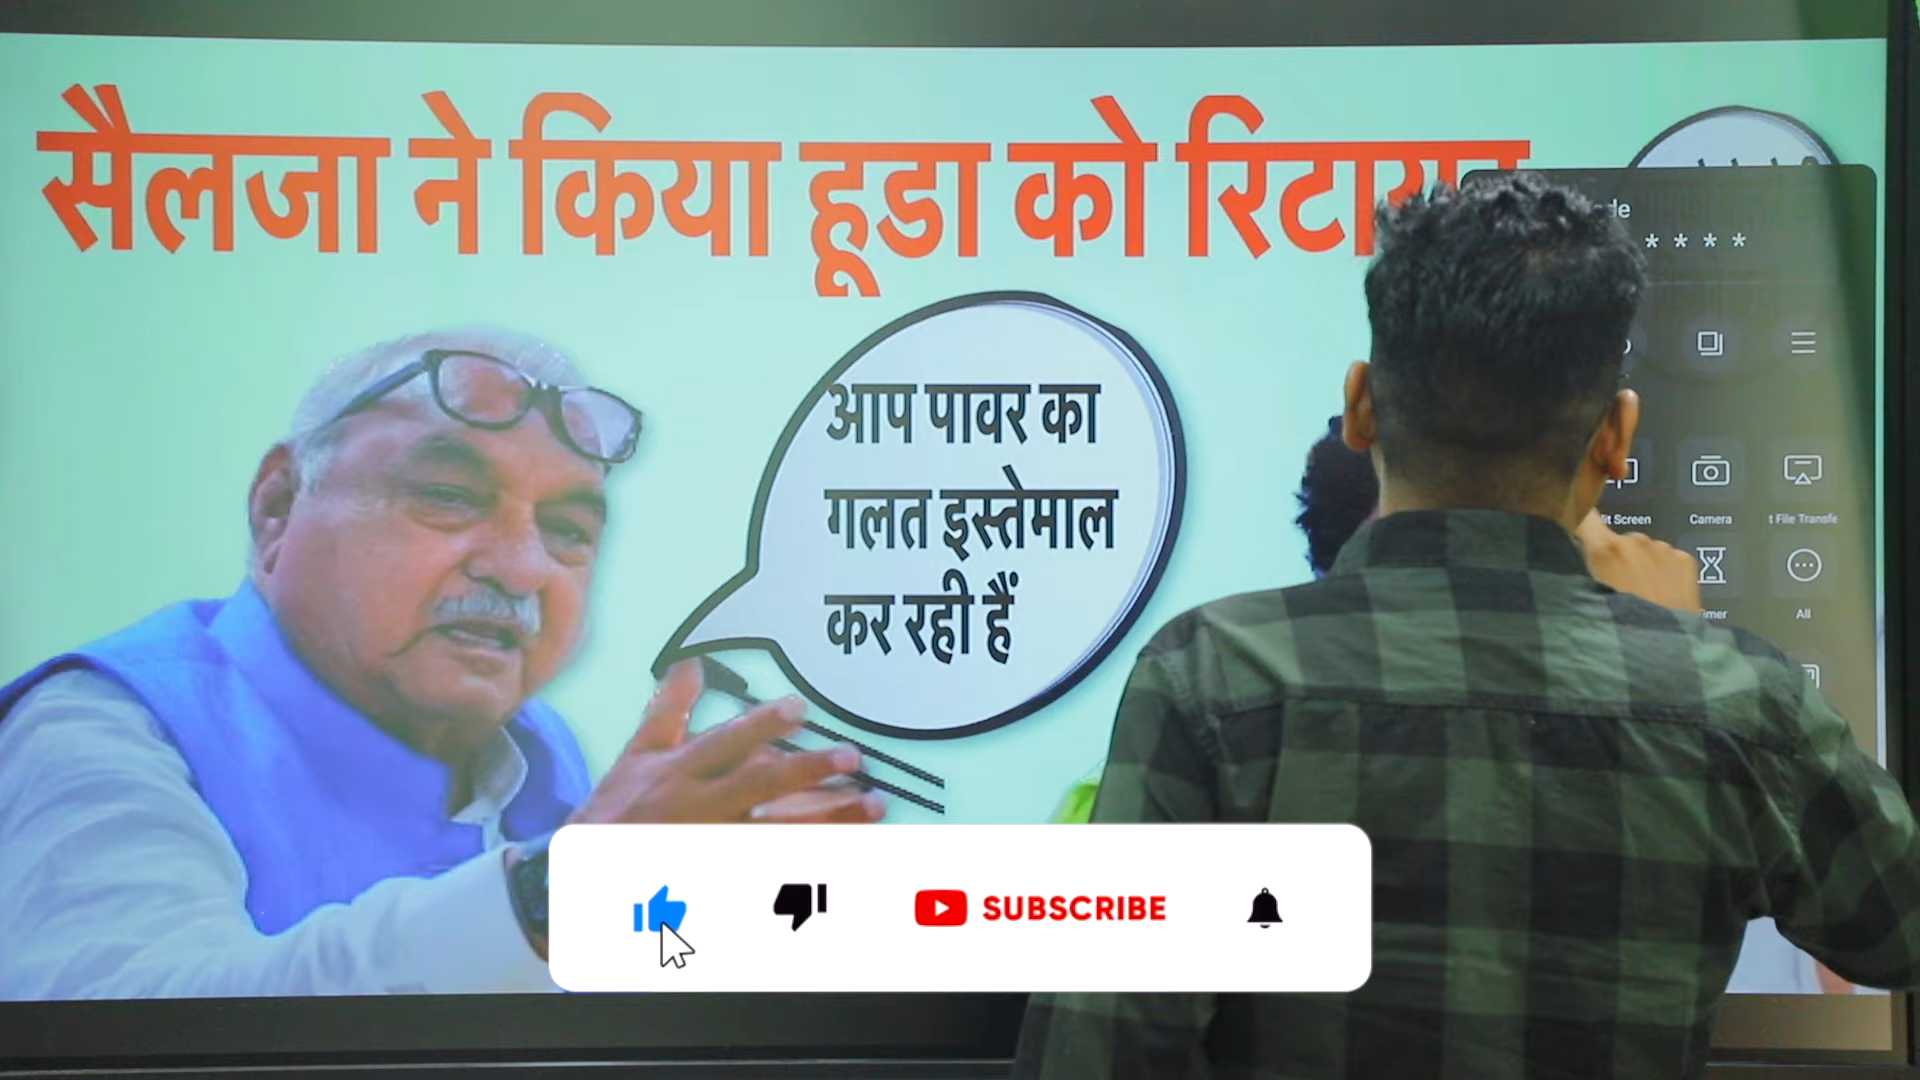 सैलजा ने किया हूडा को
आप पावर का
गलत इस्तेमाल
कर रही हैं
* * * *
Camera
All
SUBSCRIBE